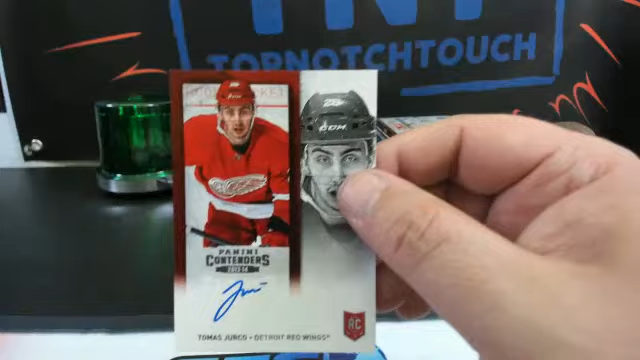 TNT
TOPNOTCHTOUCH
CCM
PANINI
CONTENDERS
2013-14
TOMAS JURCO • DETROIT RED WINGS®
RC